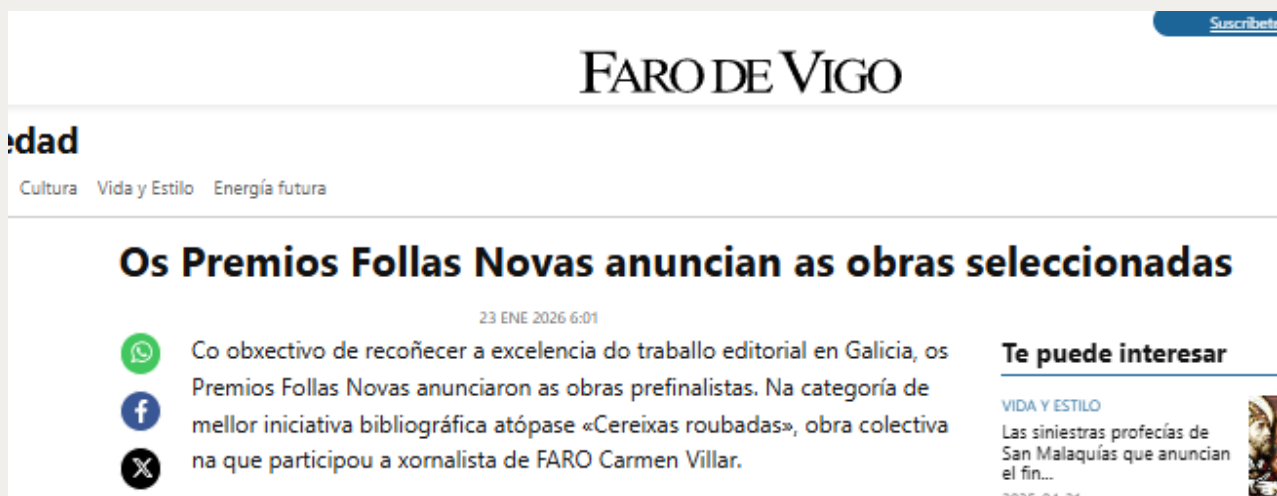 Suscríbete
FARO DE VIGO
edad
Cultura Vida y Estilo Energía futura
Os Premios Follas Novas anuncian as obras seleccionadas
23 ENE 2026 6:01
Co obxectivo de recoñecer a excelencia do traballo editorial en Galicia, os
Premios Follas Novas anunciaron as obras prefinalistas. Na categoría de
mellor iniciativa bibliográfica atópase «Cereixas roubadas», obra colectiva
na que participou a xornalista de FARO Carmen Villar.
Te puede interesar
VIDA Y ESTILO
Las siniestras profecías de
San Malaquías que anuncian
el fin...